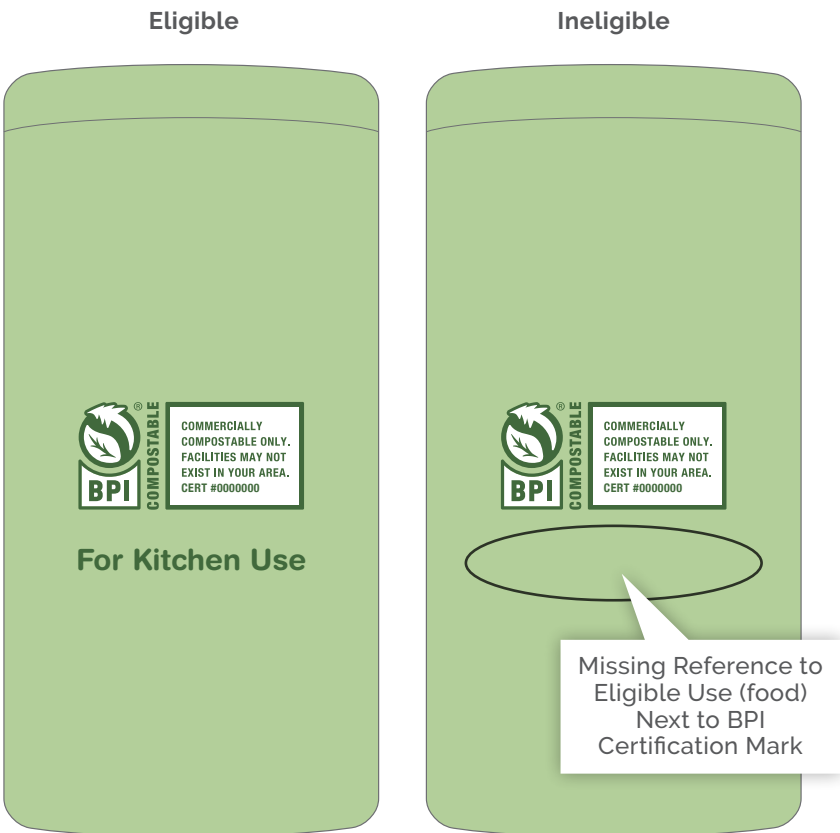 Eligible
Ineligible
®
BPI
COMPOSTABLE
COMMERCIALLY
COMPOSTABLE ONLY.
FACILITIES MAY NOT
EXIST IN YOUR AREA.
CERT #0000000
For Kitchen Use
®
BPI
COMPOSTABLE
COMMERCIALLY
COMPOSTABLE ONLY.
FACILITIES MAY NOT
EXIST IN YOUR AREA.
CERT #0000000
Missing Reference to
Eligible Use (food)
Next to BPI
Certification Mark